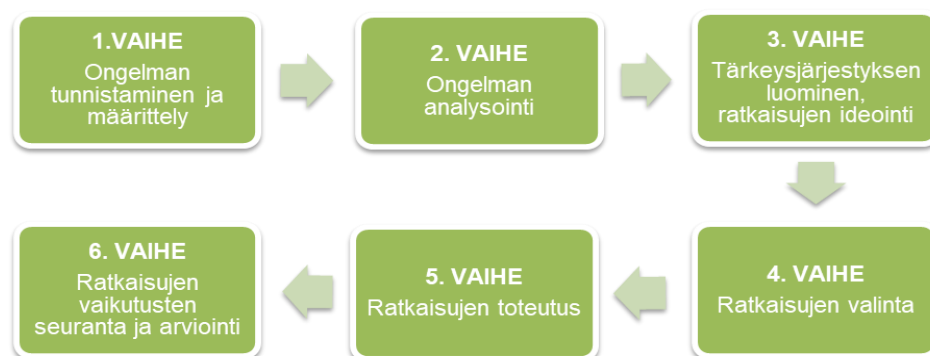 1.VAIHE
Ongelman
tunnistaminen ja
määrittely
2. VAIHE
Ongelman
analysointi
3. VAIHE
Tärkeysjärjestyksen
luominen,
ratkaisujen ideointi
4. VAIHE
Ratkaisujen valinta
5. VAIHE
Ratkaisujen toteutus
6. VAIHE
Ratkaisujen
vaikutusten
seuranta ja arviointi